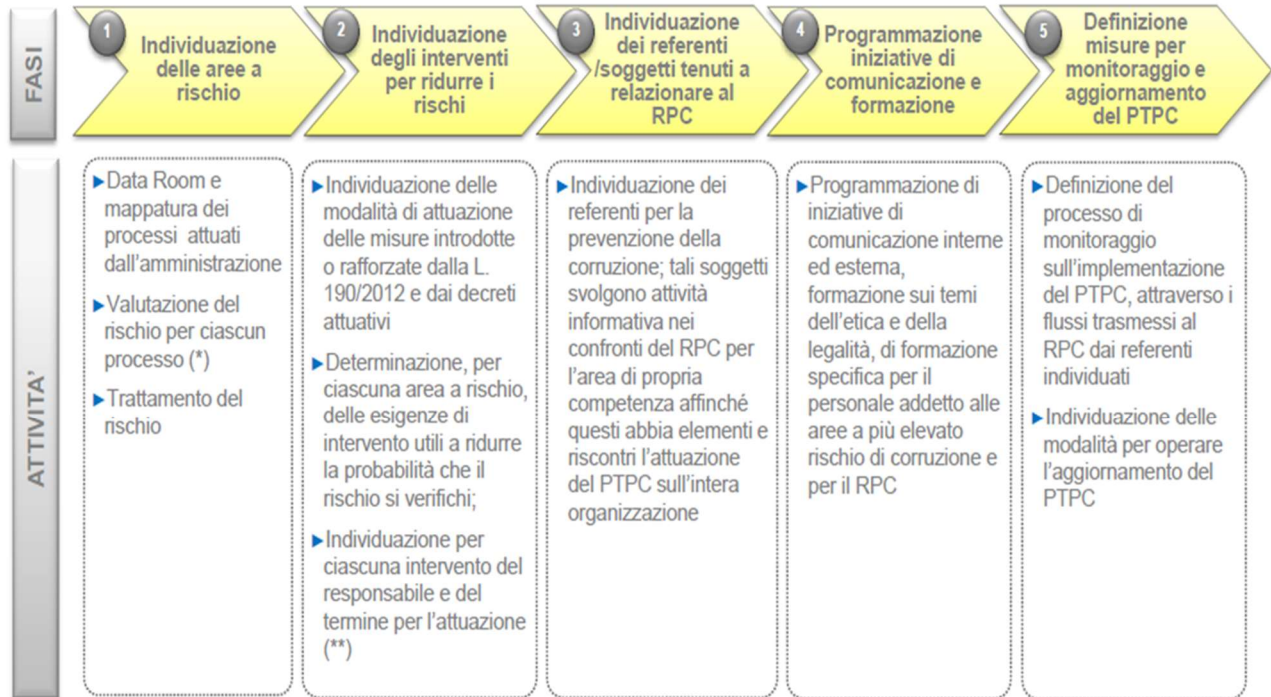 FASI
1
Individuazione
delle aree a
rischio
2
Individuazione
degli interventi
per ridurre i
rischi
3
Individuazione
dei referenti
/soggetti tenuti a
relazionare al
RPC
4
Programmazione
iniziative di
comunicazione e
formazione
5
Definizione
misure per
monitoraggio e
aggiornamento
del PTPC
ATTIVITA'
►Data Room e
mappatura dei
processi attuati
dall'amministrazione
►Valutazione del
rischio per ciascun
processo (*)
►Trattamento del
rischio
►Individuazione delle
modalità di attuazione
delle misure introdotte
o rafforzate dalla L.
190/2012 e dai decreti
attuativi
►Determinazione, per
ciascuna area a rischio,
delle esigenze di
intervento utili a ridurre
la probabilità che il
rischio si verifichi;
►Individuazione per
ciascuna intervento del
responsabile e del
termine per l'attuazione
(**)
►Individuazione dei
referenti per la
prevenzione della
corruzione; tali soggetti
svolgono attività
informativa nei
confronti del RPC per
l'area di propria
competenza affinché
questi abbia elementi e
riscontri l'attuazione
del PTPC sull'intera
organizzazione
►Programmazione di
iniziative di
comunicazione interne
ed esterna,
formazione sui temi
dell'etica e della
legalità, di formazione
specifica per il
personale addetto alle
aree a più elevato
rischio di corruzione e
per il RPC
►Definizione del
processo di
monitoraggio
sull'implementazione
del PTPC, attraverso i
flussi trasmessi al
RPC dai referenti
individuati
►Individuazione delle
modalità per operare
l'aggiornamento del
PTPC